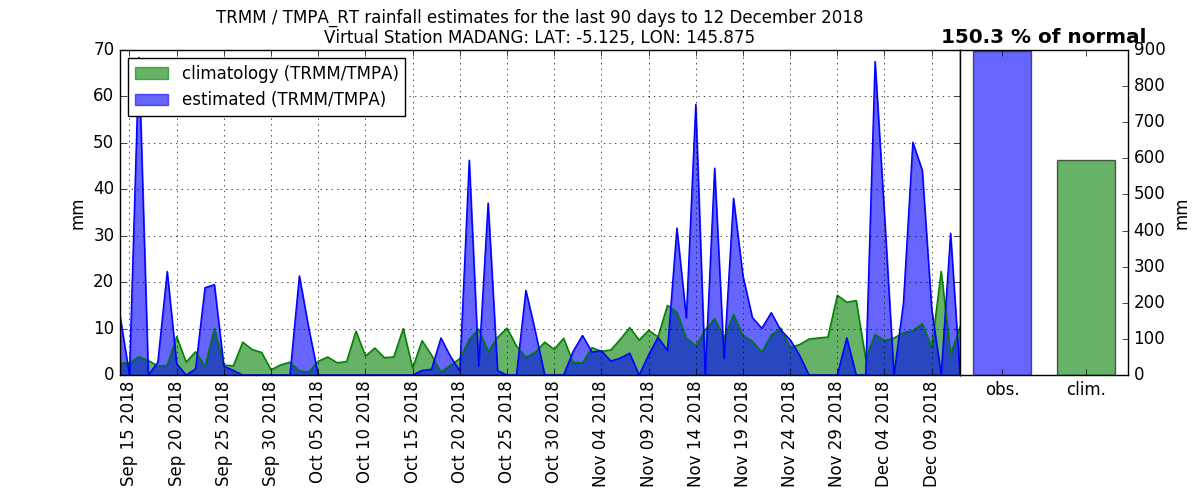 TRMM / TMPA_RT rainfall estimates for the last 90 days to 12 December 2018
Virtual Station MADANG: LAT: -5.125, LON: 145.875
150.3 % of normal
climatology (TRMM/TMPA)
estimated (TRMM/TMPA)
mm
70
60
50
40
30
20
10
0
Sep 15 2018
Sep 20 2018
Sep 25 2018
Sep 30 2018
Oct 05 2018
Oct 10 2018
Oct 15 2018
Oct 20 2018
Oct 25 2018
Oct 30 2018
Nov 04 2018
Nov 09 2018
Nov 14 2018
Nov 19 2018
Nov 24 2018
Nov 29 2018
Dec 04 2018
Dec 09 2018
obs.
clim.
900
800
700
600
500
400
300
200
100
0
mm